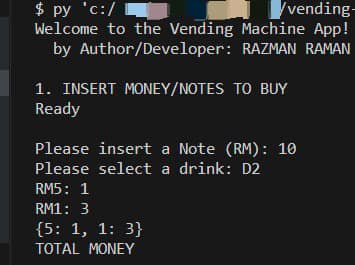 $ py 'c:/ /vending-
Welcome to the Vending Machine App!
by Author/Developer: RAZMAN RAMAN
1. INSERT MONEY/NOTES TO BUY
Ready
Please insert a Note (RM): 10
Please select a drink: D2
RM5: 1
RM1: 3
{5: 1, 1: 3}
TOTAL MONEY